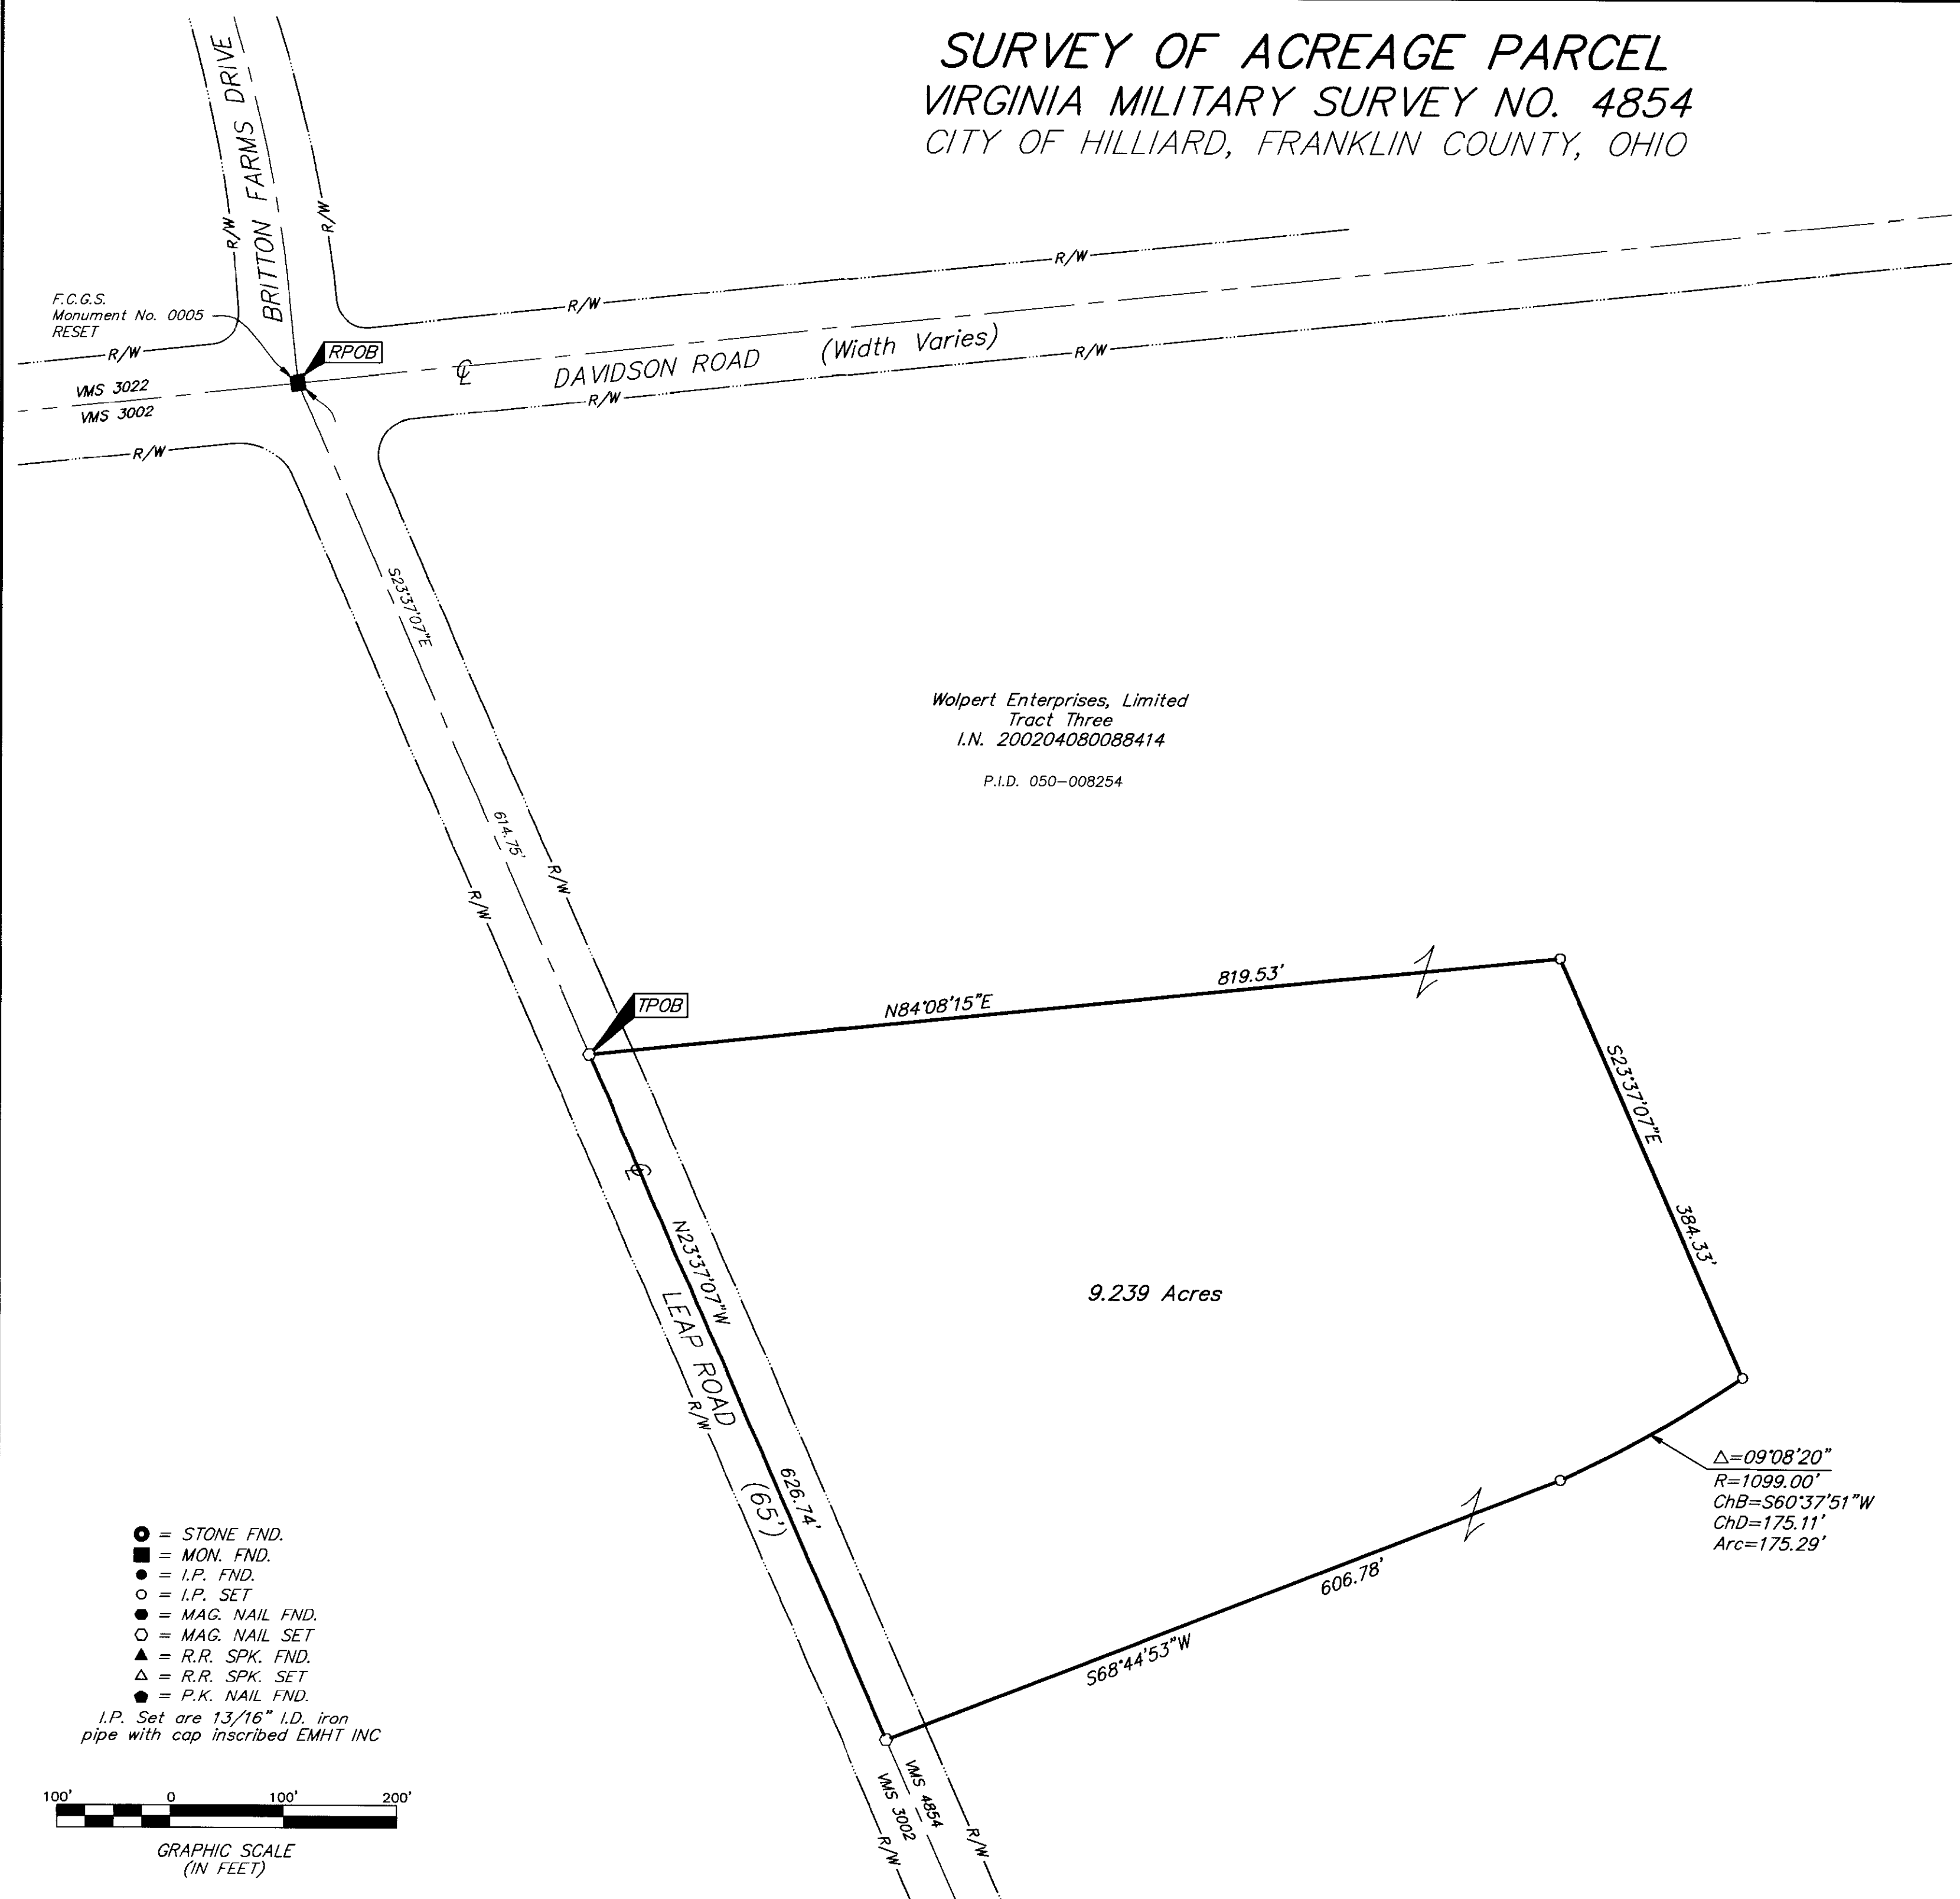 SURVEY OF ACREAGE PARCEL
VIRGINIA MILITARY SURVEY NO. 4854
CITY OF HILLIARD, FRANKLIN COUNTY, OHIO
BRITTON FARMS DRIVE
R/W
R/W
R/W
R/W
F.C.G.S.
Monument No. 0005
RESET
R/W
RPOB
VMS 3022
VMS 3002
R/W
℄
DAVIDSON ROAD (Width Varies)
R/W
R/W
S23°37'07"E
614.75'
R/W
R/W
Wolpert Enterprises, Limited
Tract Three
I.N. 200204080088414
P.I.D. 050-008254
TPOB
N84°08'15"E
819.53'
S23°37'07"E
384.33'
℄
N23°37'07"W
626.74'
LEAP ROAD
(65')
R/W
9.239 Acres
△=09°08'20"
R=1099.00'
ChB=S60°37'51"W
ChD=175.11'
Arc=175.29'
606.78'
S68°44'53"W
VMS 4854
VMS 3002
R/W
R/W
= STONE FND.
= MON. FND.
= I.P. FND.
= I.P. SET
= MAG. NAIL FND.
= MAG. NAIL SET
= R.R. SPK. FND.
= R.R. SPK. SET
= P.K. NAIL FND.
I.P. Set are 13/16" I.D. iron
pipe with cap inscribed EMHT INC
100' 0 100' 200'
GRAPHIC SCALE
(IN FEET)